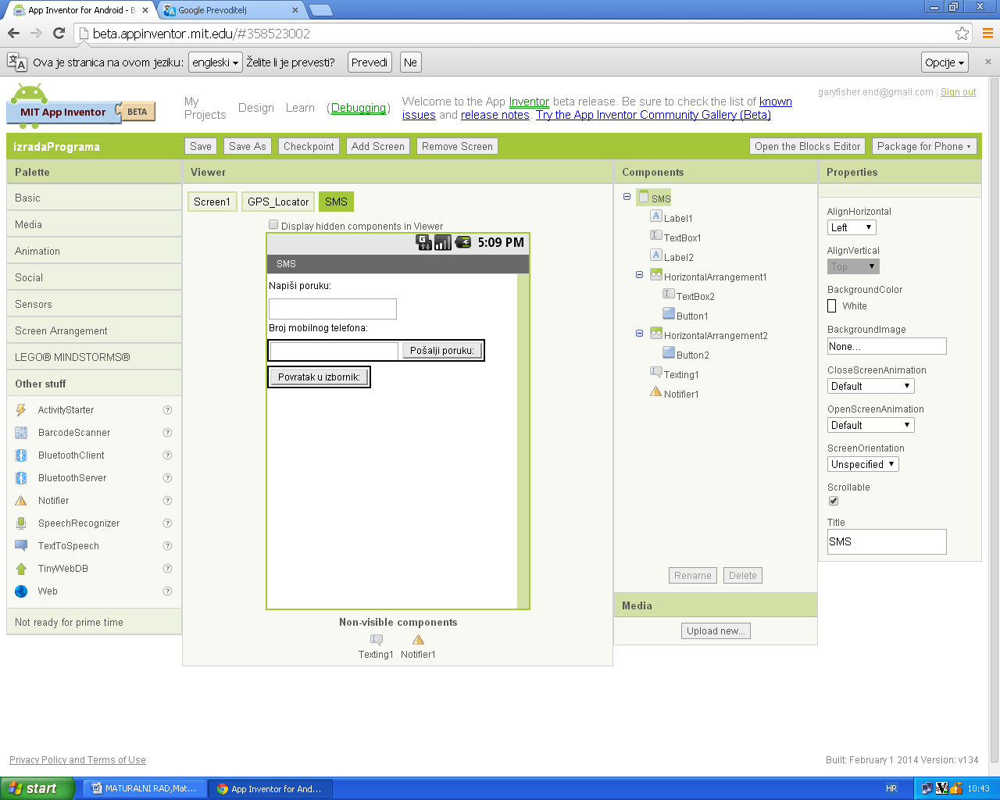 App Inventor for Android - B
Google Prevoditelj
beta.appinventor.mit.edu/#358523002
Ova je stranica na ovom jeziku: engleski Želite li je prevesti? Prevedi Ne Opcije
MIT App Inventor BETA
My Projects Design Learn (Debugging)
Welcome to the App Inventor beta release. Be sure to check the list of known
issues and release notes. Try the App Inventor Community Gallery (Beta)
garyfisher.end@gmail.com | Sign out
izradaPrograma Save Save As Checkpoint Add Screen Remove Screen Open the Blocks Editor Package for Phone
Palette
Basic
Media
Animation
Social
Sensors
Screen Arrangement
LEGO® MINDSTORMS®
Other stuff
ActivityStarter ?
BarcodeScanner ?
BluetoothClient ?
BluetoothServer ?
Notifier ?
SpeechRecognizer ?
TextToSpeech ?
TinyWebDB ?
Web ?
Not ready for prime time
Viewer
Screen1 GPS_Locator SMS
Display hidden components in Viewer
5:09 PM
SMS
Napiši poruku:
Broj mobilnog telefona:
Pošalji poruku:
Povratak u izbornik:
Non-visible components
Texting1 Notifier1
Components
SMS
Label1
TextBox1
Label2
HorizontalArrangement1
TextBox2
Button1
HorizontalArrangement2
Button2
Texting1
Notifier1
Rename Delete
Media
Upload new...
Properties
AlignHorizontal
Left
AlignVertical
Top
BackgroundColor
White
BackgroundImage
None...
CloseScreenAnimation
Default
OpenScreenAnimation
Default
ScreenOrientation
Unspecified
Scrollable
Title
SMS
Privacy Policy and Terms of Use
Built: February 1 2014 Version: v134
start MATURALNI RAD,Mat... App Inventor for And... HR 10:43